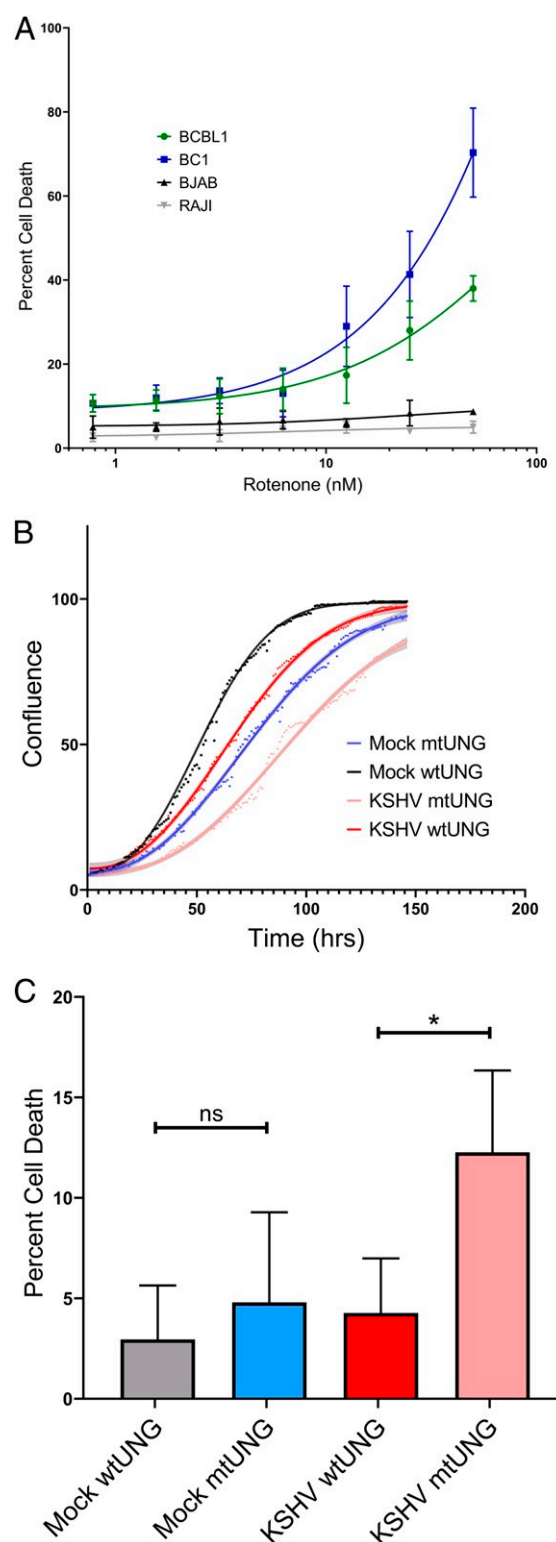 A
Percent Cell Death
100
80
60
40
20
0
BCBL1
BC1
BJAB
RAJI
1
10
100
Rotenone (nM)
B
Confluence
100
50
0
Mock mtUNG
Mock wtUNG
KSHV mtUNG
KSHV wtUNG
0
50
100
150
200
Time (hrs)
C
Percent Cell Death
20
15
10
5
0
ns
*
Mock wtUNG
Mock mtUNG
KSHV wtUNG
KSHV mtUNG